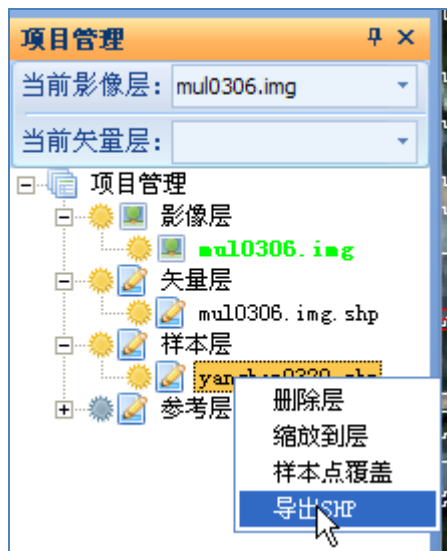 项目管理
当前影像层： mul0306.img
当前矢量层：
项目管理
影像层
mul0306.img
矢量层
mul0306.img.shp
样本层
参考层
删除层
缩放到层
样本点覆盖
导出SHP